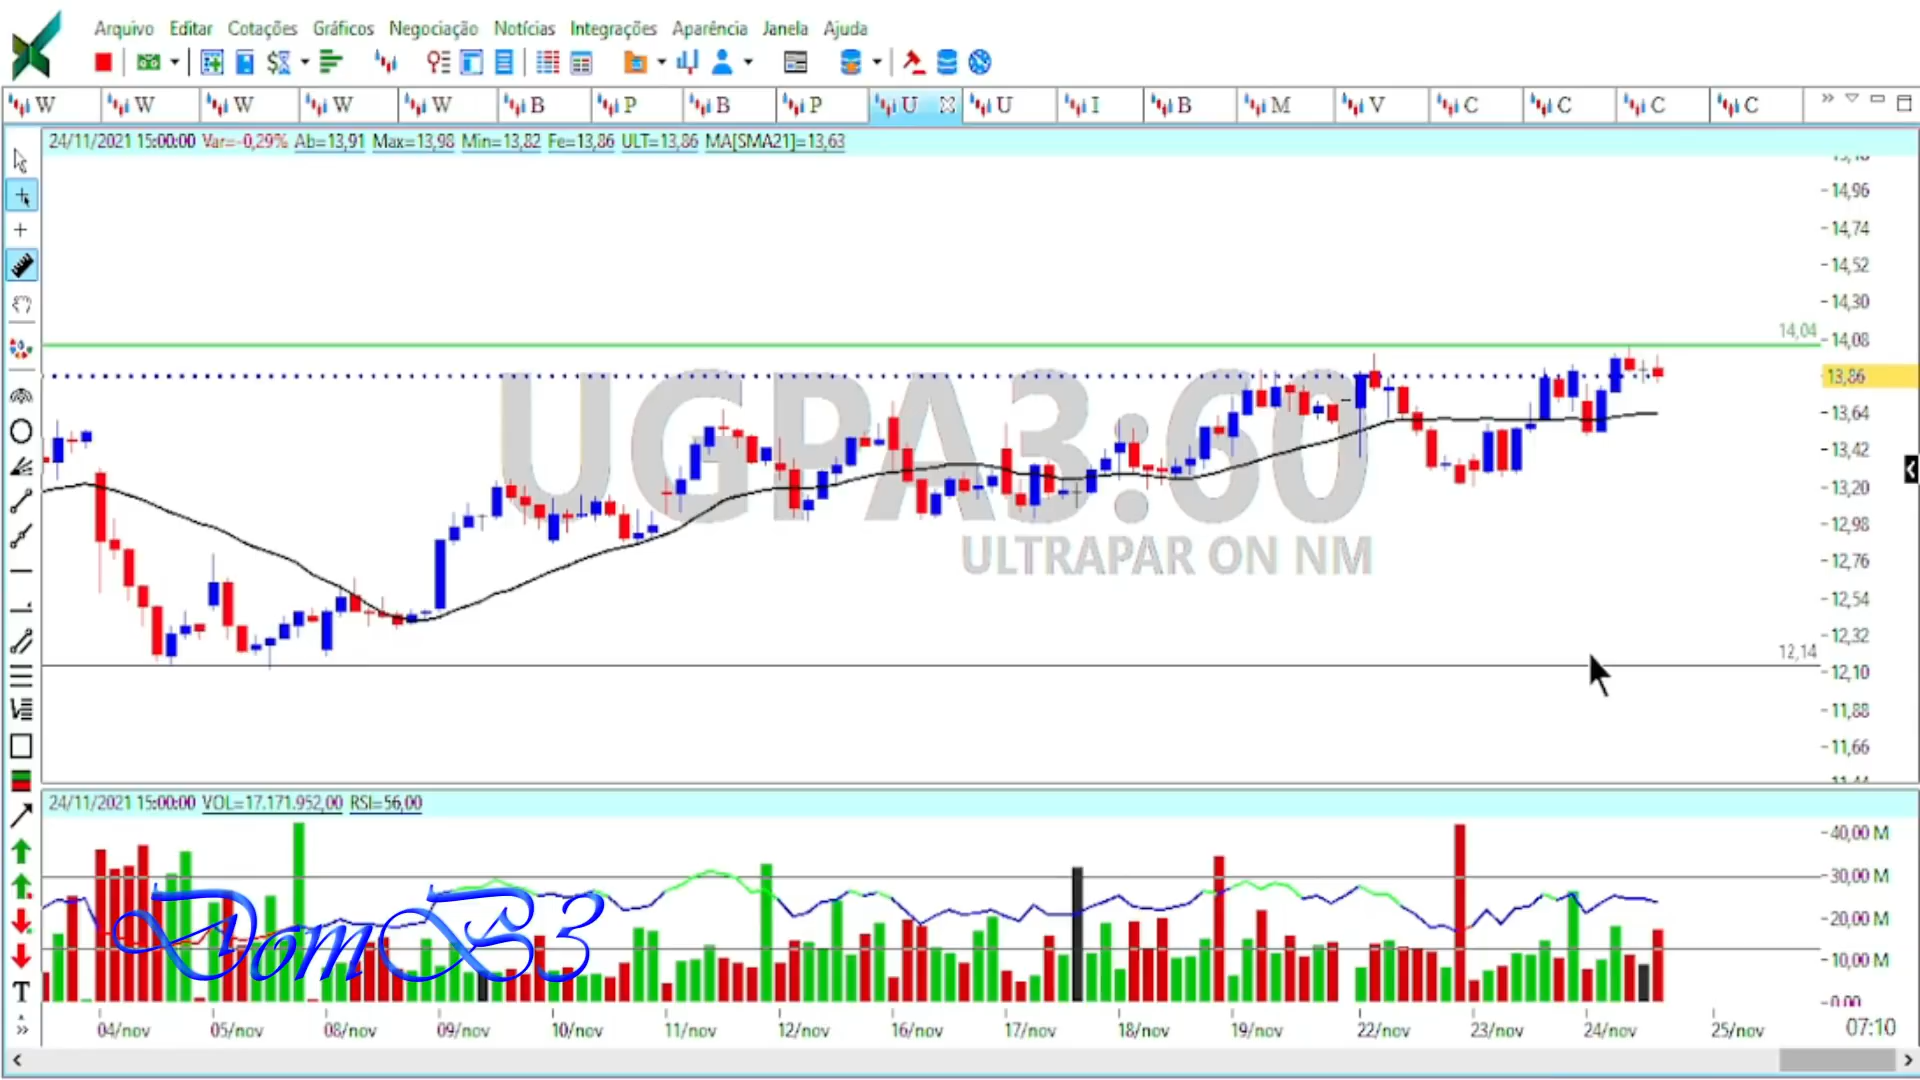 Arquivo Editar Cotações Gráficos Negociação Notícias Integrações Aparência Janela Ajuda
W W W W W B P B P U U I B M V C C C C
24/11/2021 15:00:00 Var=-0,29% Ab=13,91 Max=13,98 Min=13,82 Fe=13,86 ULT=13,86 MA[SMA21]=13,63
14,96
14,74
14,52
14,30
14,04
14,08
13,86
13,64
13,42
13,20
12,98
12,76
12,54
12,32
12,14
12,10
11,88
11,66
UGPA3:60
ULTRAPAR ON NM
24/11/2021 15:00:00 VOL=17.171.952,00 RSI=56,00
40,00 M
30,00 M
20,00 M
10,00 M
0,00
DomB3
T
04/nov 05/nov 08/nov 09/nov 10/nov 11/nov 12/nov 16/nov 17/nov 18/nov 19/nov 22/nov 23/nov 24/nov 25/nov 07:10